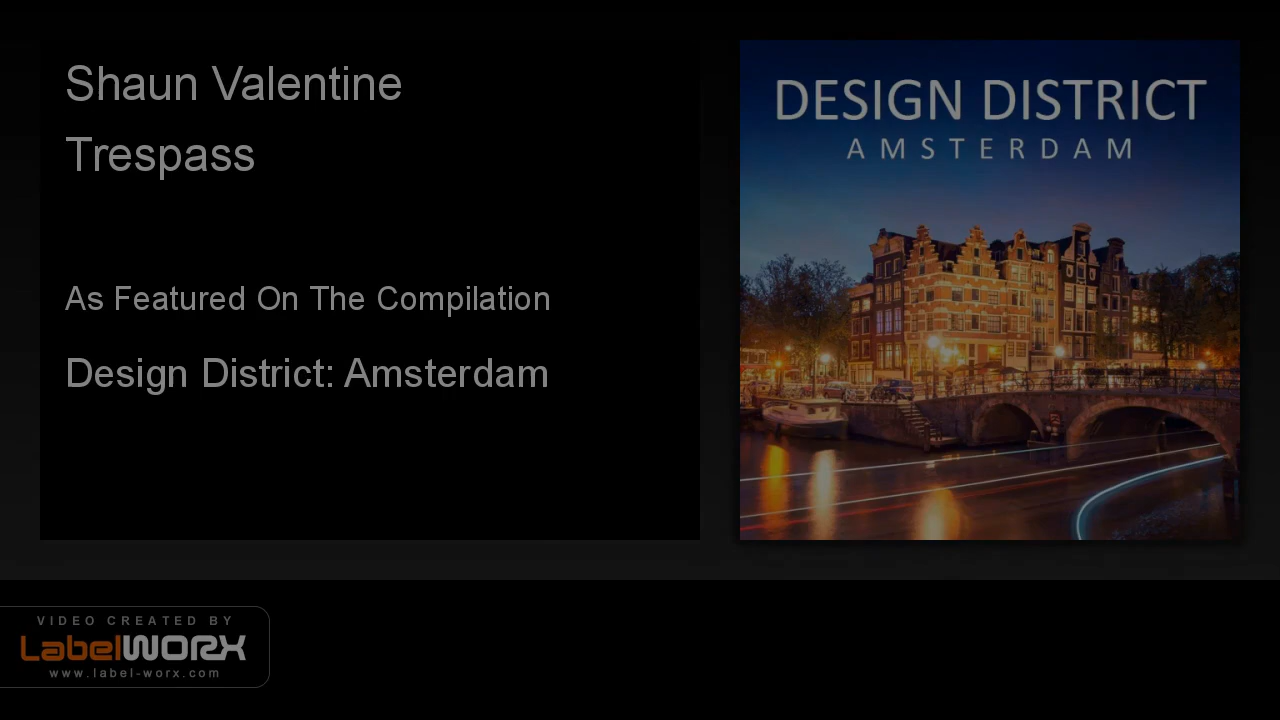 Shaun Valentine
Trespass
As Featured On The Compilation
Design District: Amsterdam
DESIGN DISTRICT
AMSTERDAM
VIDEO CREATED BY
LabelWORX
www.label-worx.com